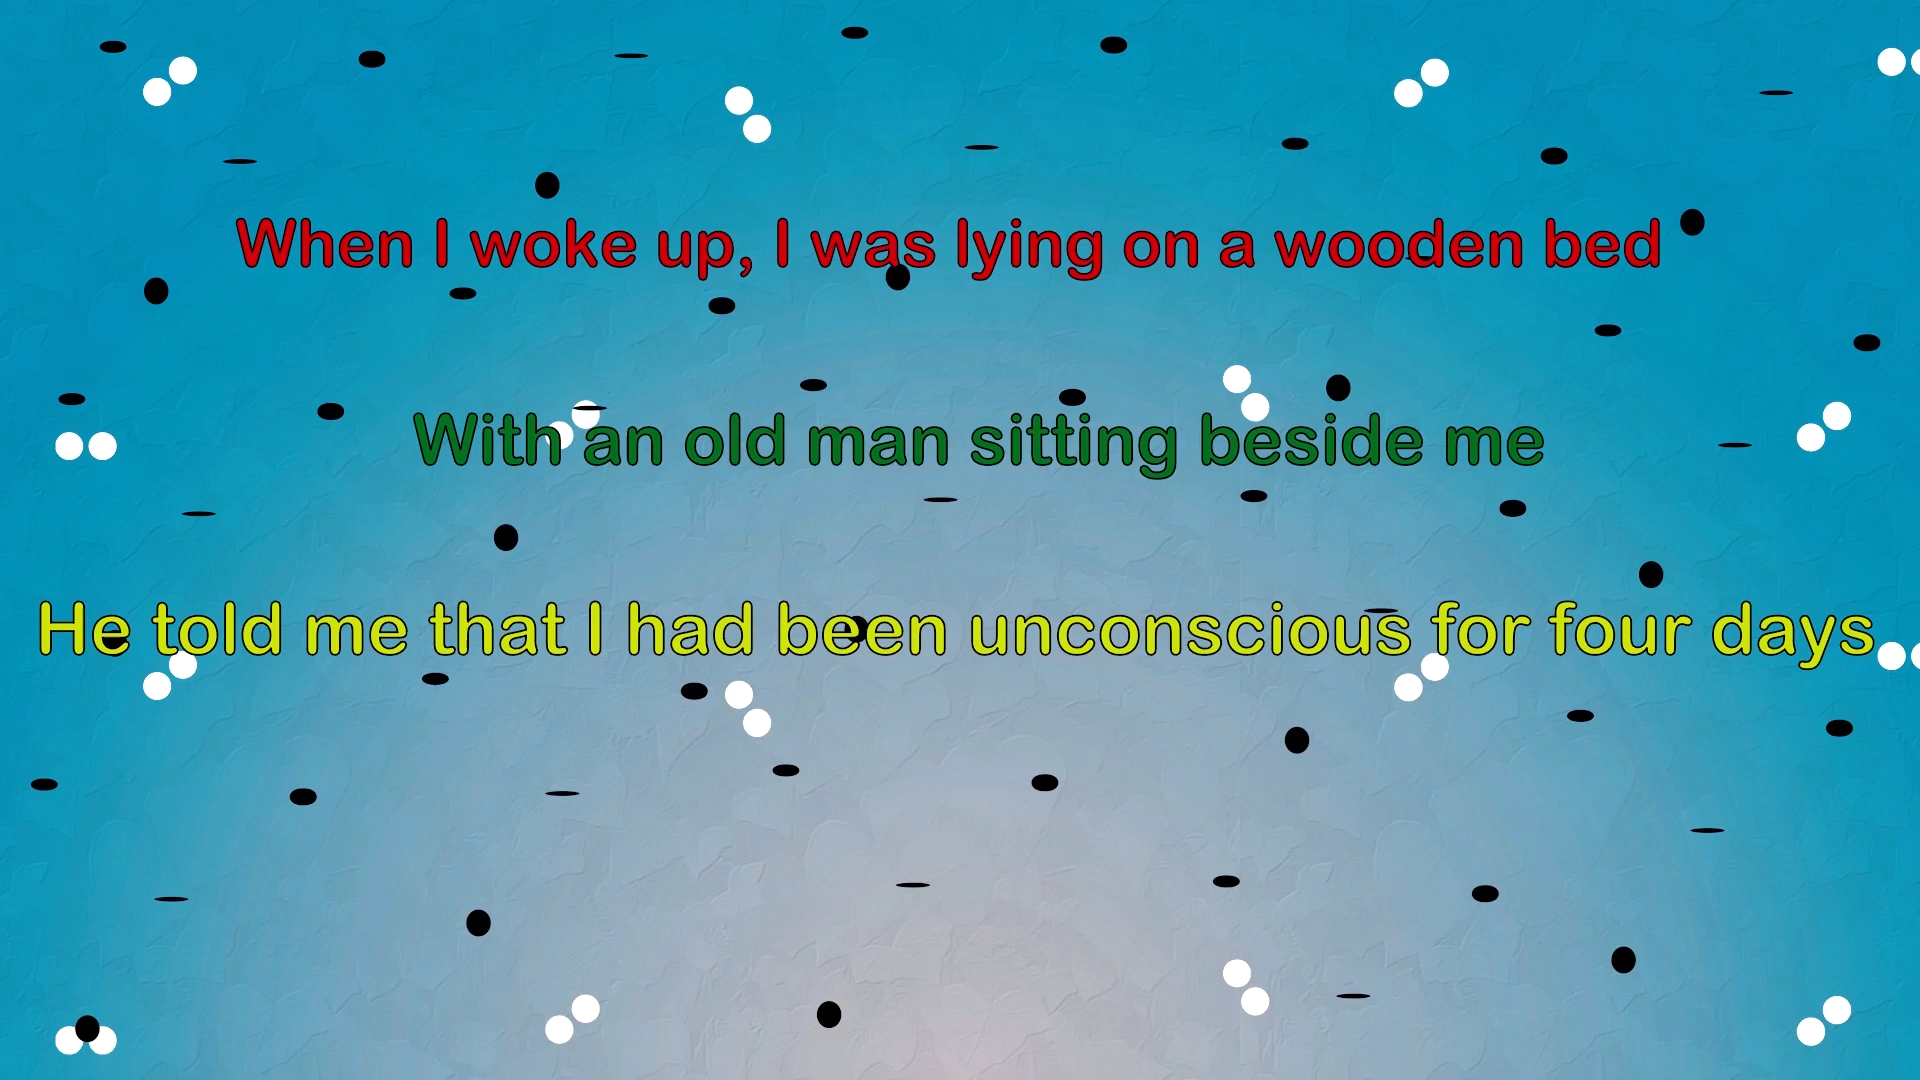 When I woke up, I was lying on a wooden bed
With an old man sitting beside me
He told me that I had been unconscious for four days